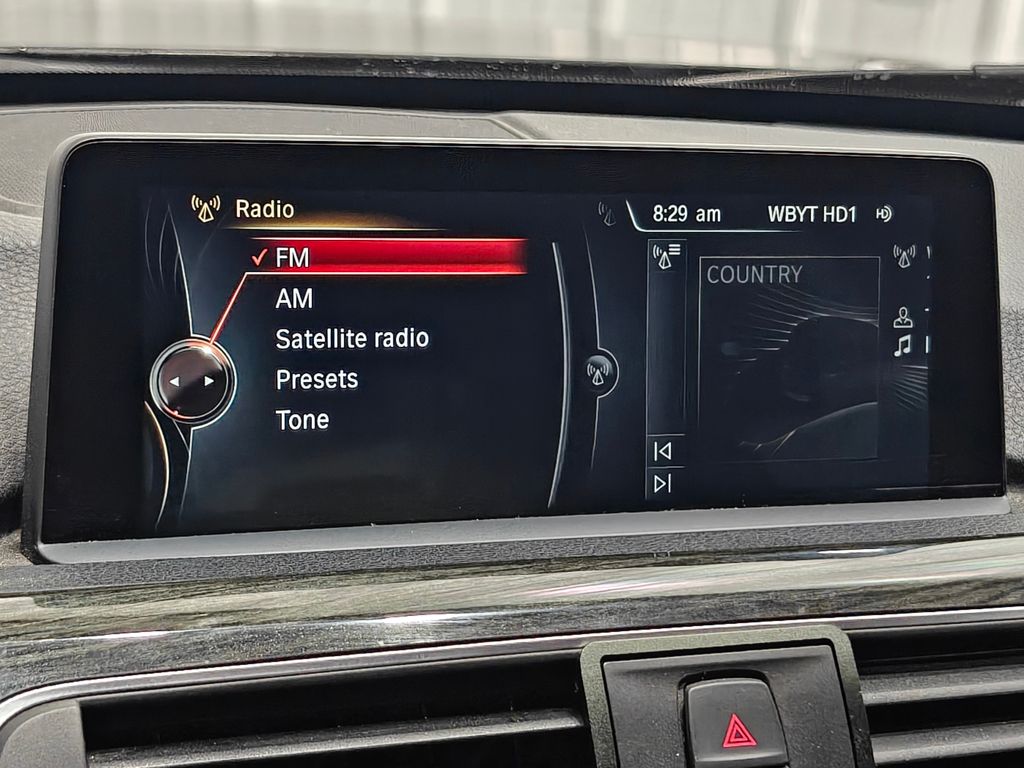 Radio
8:29 am WBYT HD1
FM
AM
Satellite radio
Presets
Tone
COUNTRY